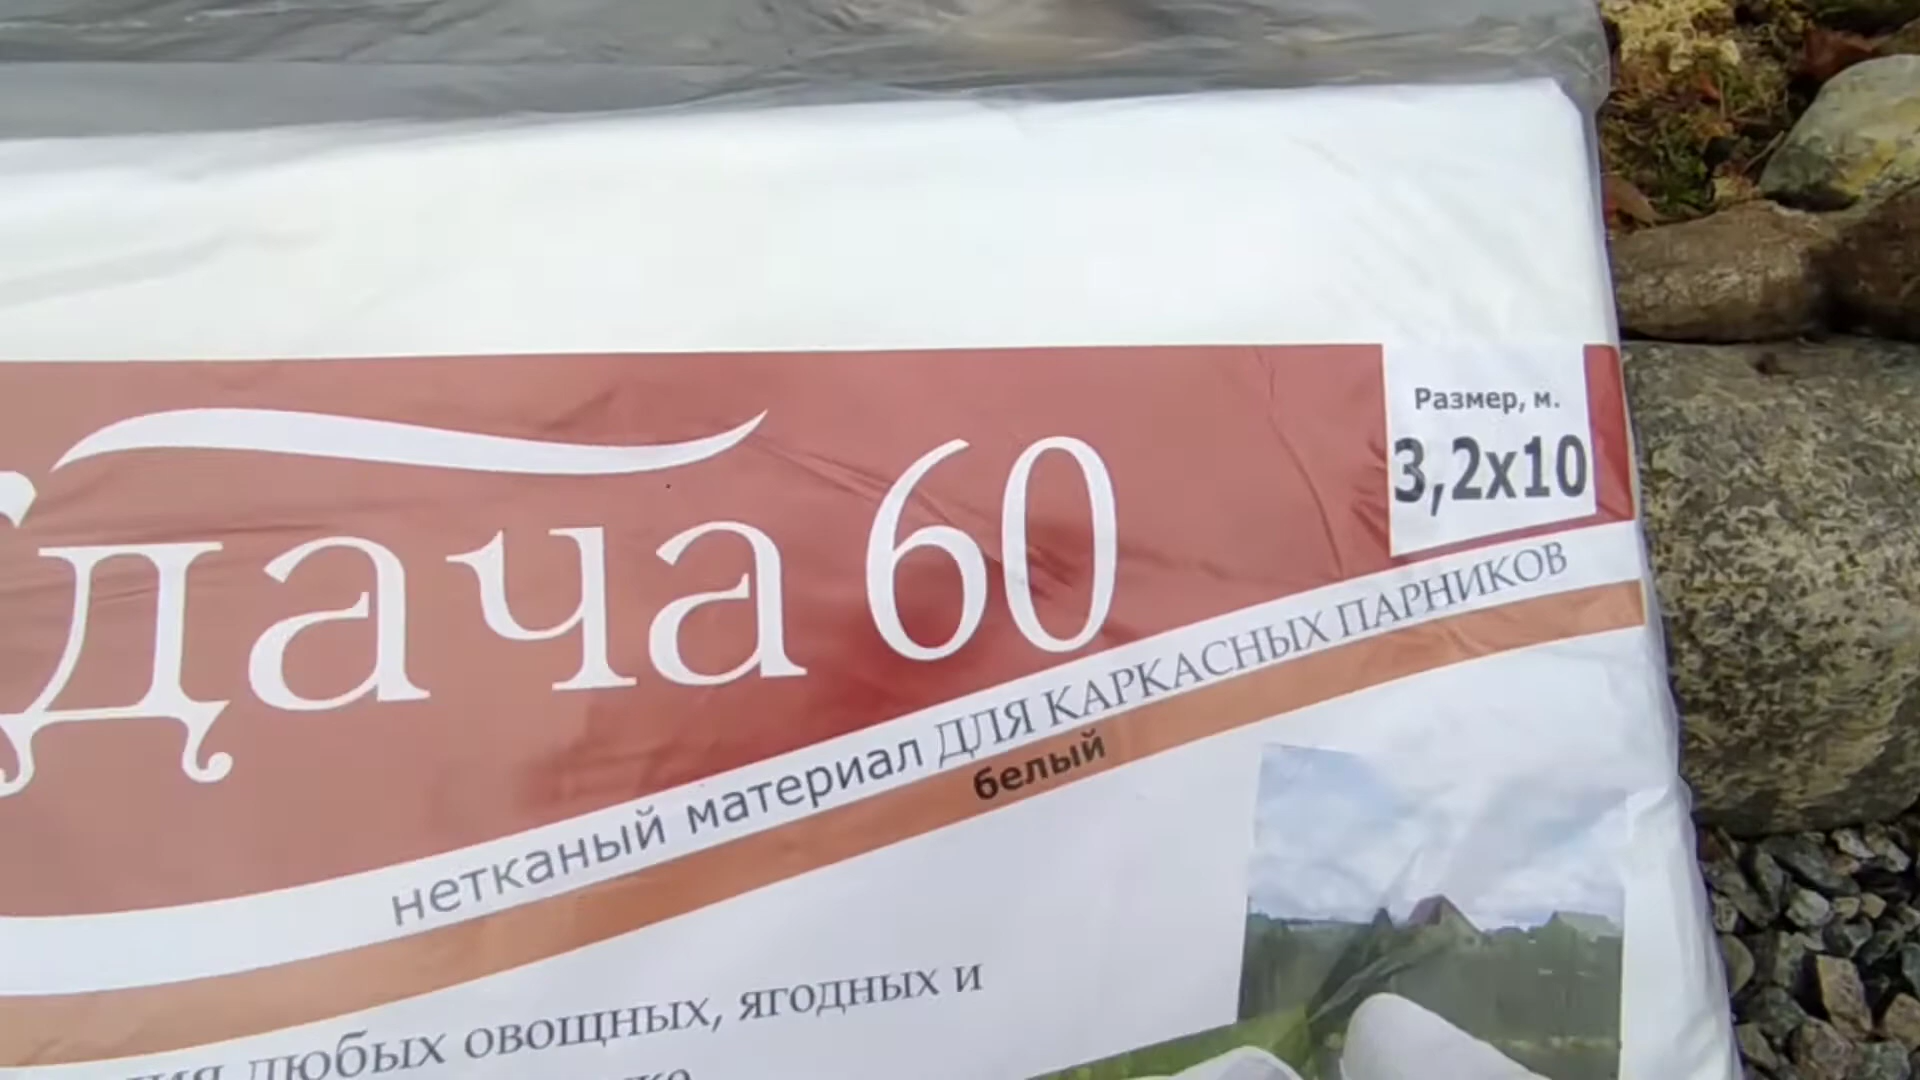 Размер, м.
3,2х10
дача 60
нетканый материал ДЛЯ КАРКАСНЫХ ПАРНИКОВ
белый
любых овощных, ягодных и